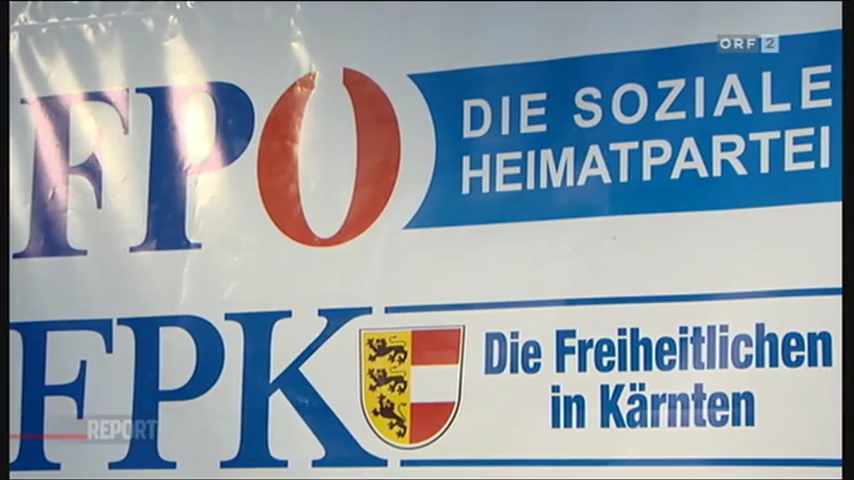 ORF 2
FPÖ
DIE SOZIALE
HEIMATPARTEI
FPK
Die Freiheitlichen
in Kärnten
REPORT